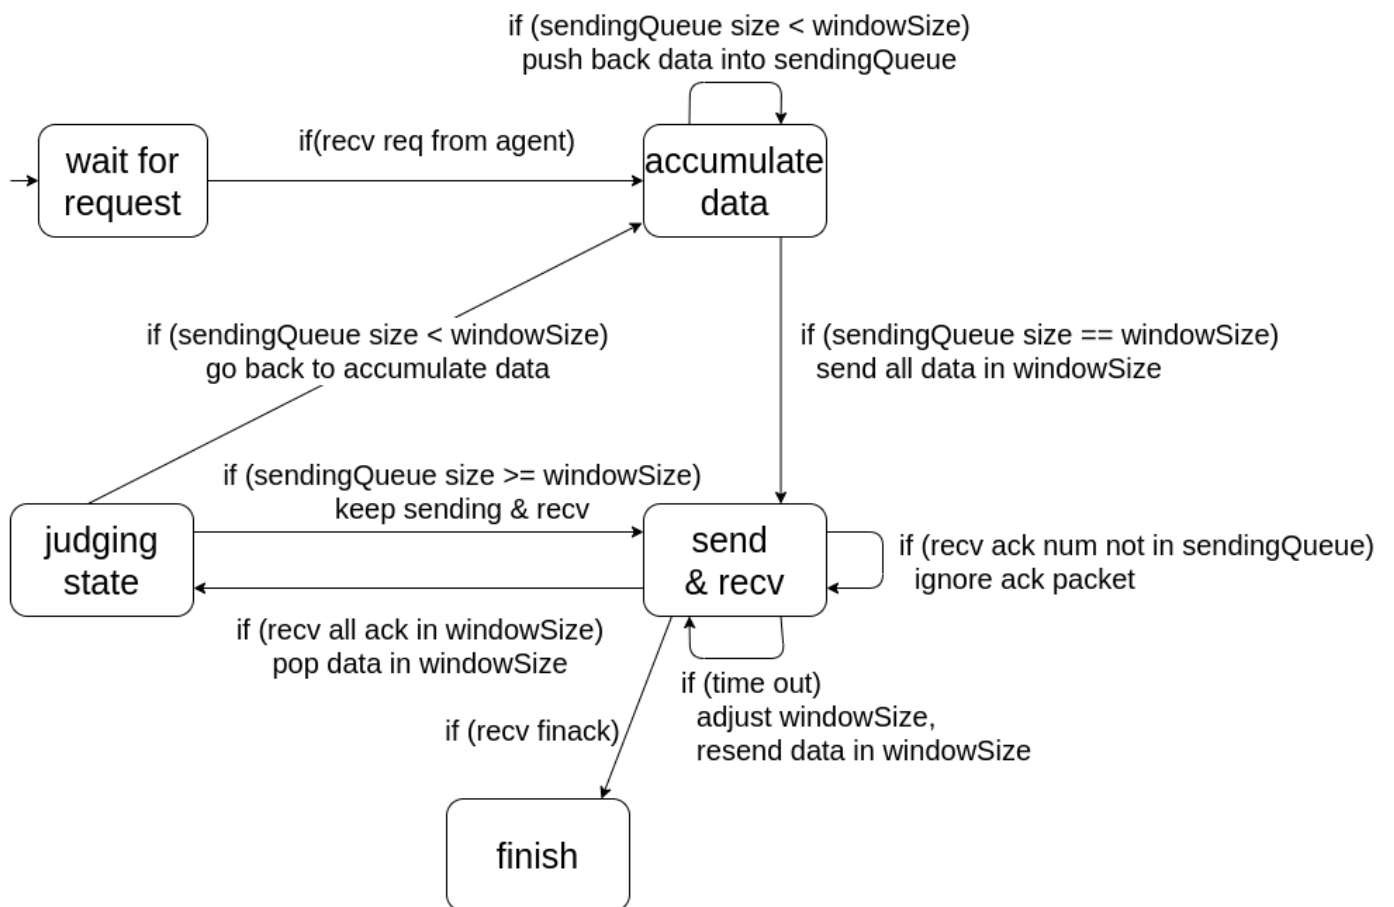 if (sendingQueue size < windowSize)
push back data into sendingQueue
wait for
request
if(recv req from agent)
accumulate
data
if (sendingQueue size < windowSize)
go back to accumulate data
if (sendingQueue size == windowSize)
send all data in windowSize
if (sendingQueue size >= windowSize)
keep sending & recv
judging
state
send
& recv
if (recv ack num not in sendingQueue)
ignore ack packet
if (recv all ack in windowSize)
pop data in windowSize
if (time out)
adjust windowSize,
resend data in windowSize
if (recv finack)
finish